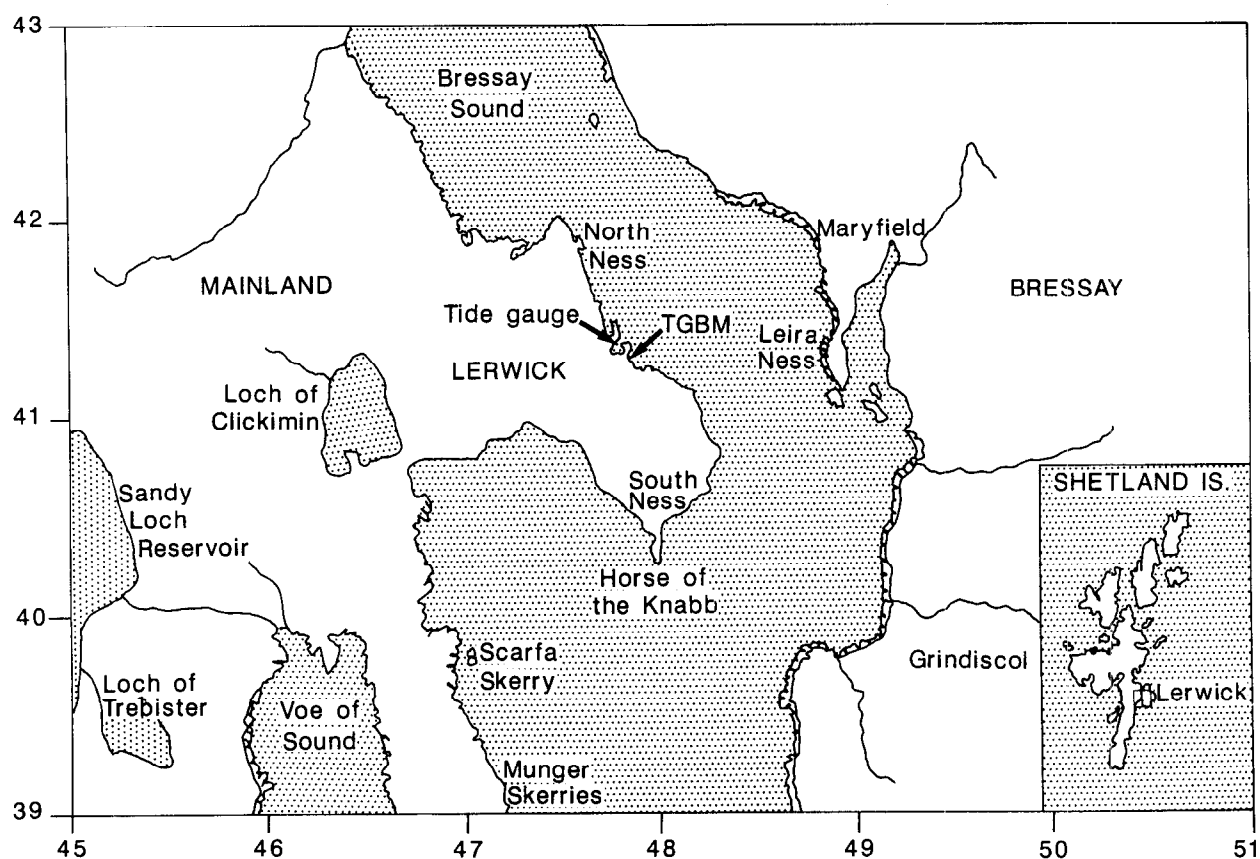 43
Bressay
Sound
42
North
Ness
Maryfield
MAINLAND
BRESSAY
Tide gauge
TGBM
Leira
Ness
LERWICK
Loch of
Clickimin
41
Sandy
Loch
Reservoir
South
Ness
SHETLAND IS.
Horse of
the Knabb
40
Scarfa
Skerry
Grindiscol
Loch of
Trebister
Voe of
Sound
Lerwick
Munger
Skerries
39
45
46
47
48
49
50
51